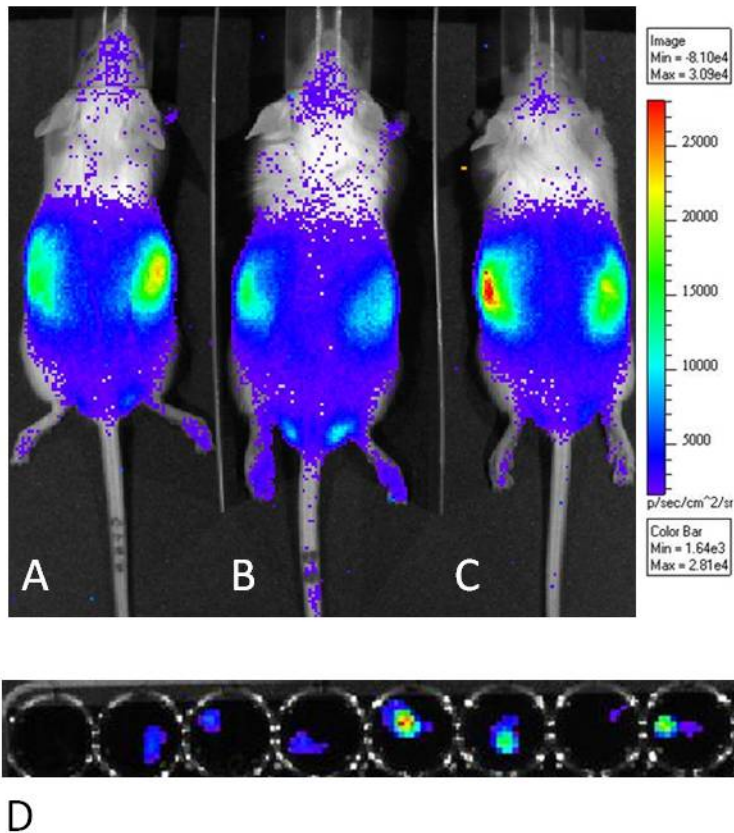 Image
Min = -8.10e4
Max = 3.09e4
25000
20000
15000
10000
5000
p/sec/cm^2/sr
Color Bar
Min = 1.64e3
Max = 2.81e4
A
B
C
D